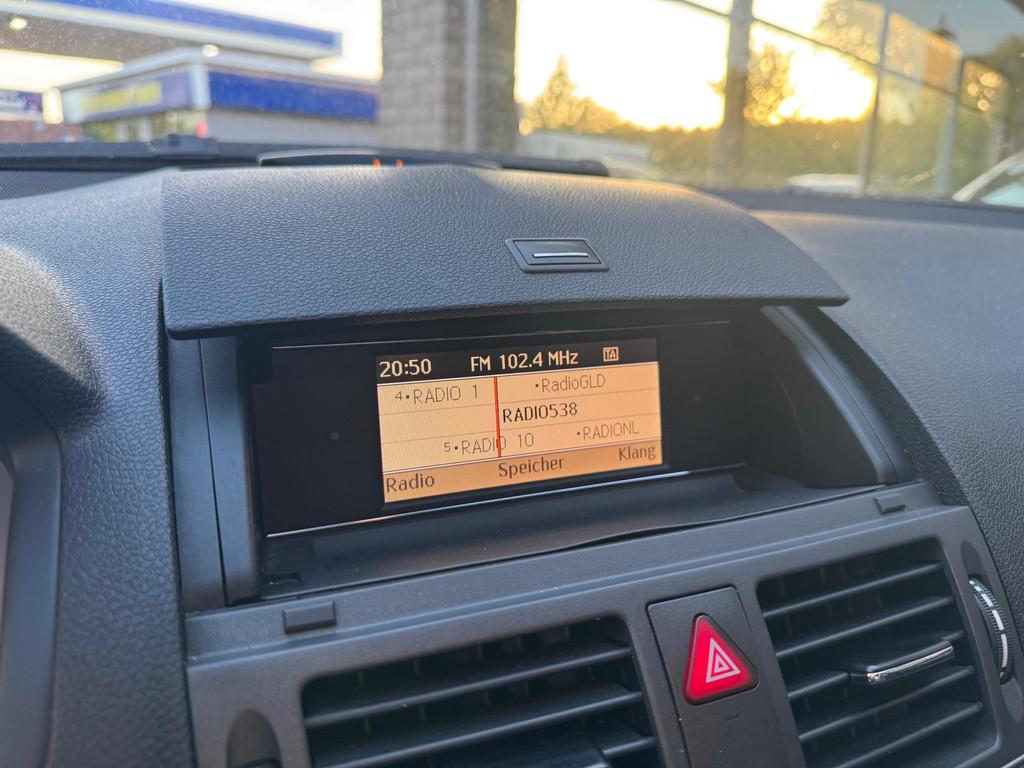 20:50 FM 102.4 MHz TA
4•RADIO 1 •RadioGLD
RADIO538
5•RADIO 10 •RADIONL
Radio Speicher Klang